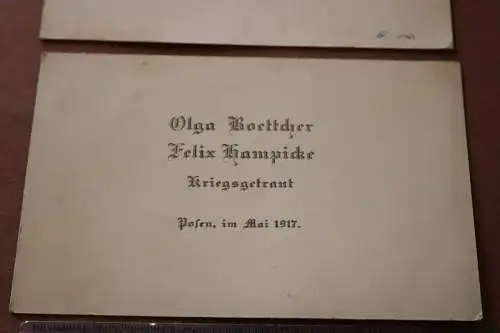 Olga Boettcher
Felix Hampicke
Kriegsgetraut
Posen, im Mai 1917.